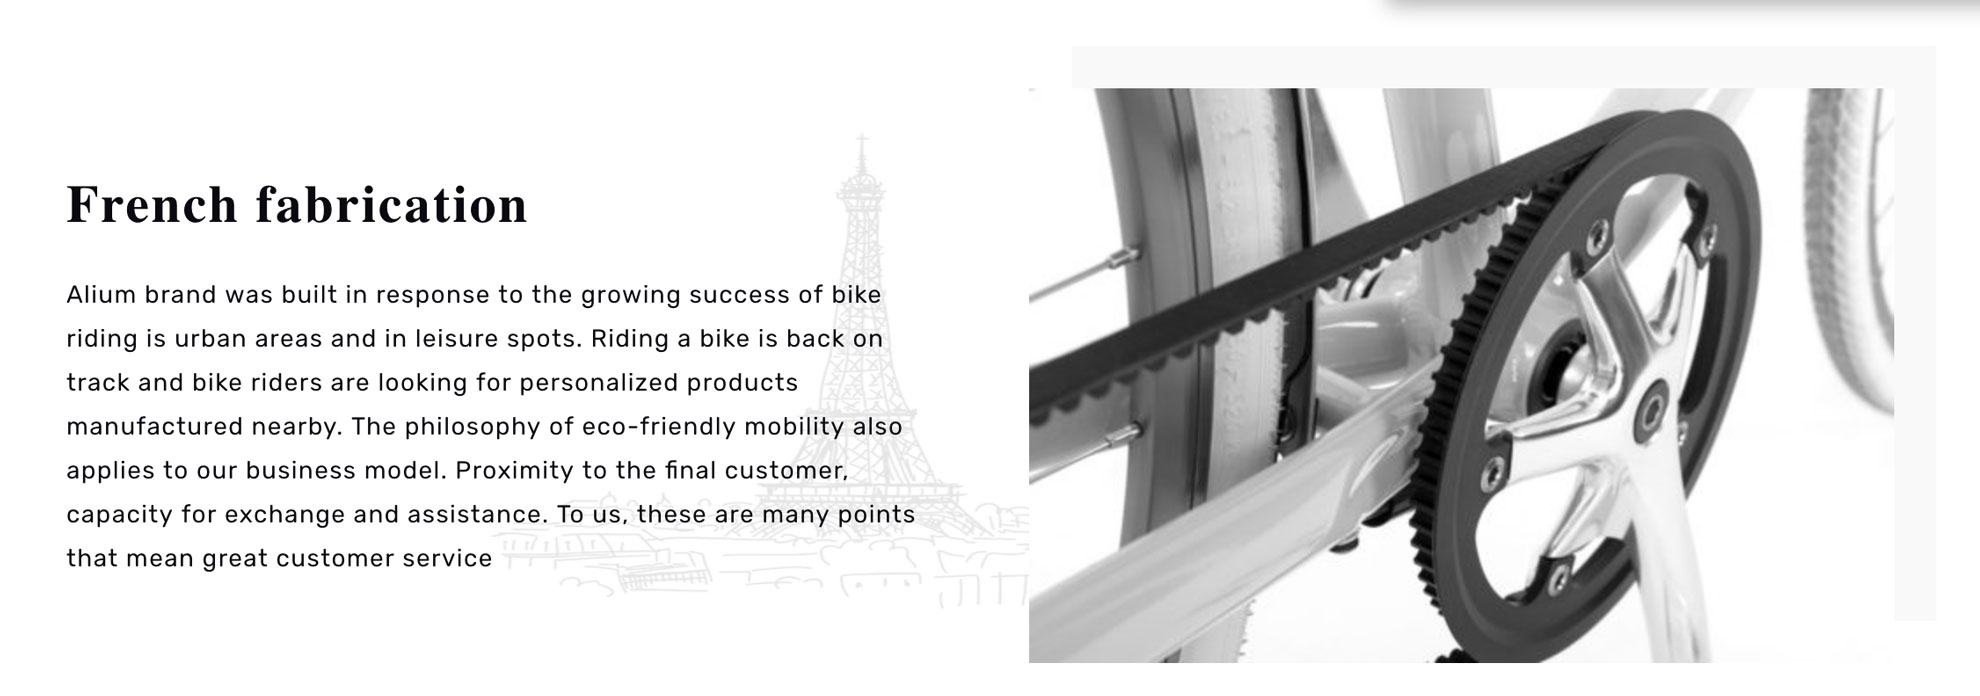 French fabrication
Alium brand was built in response to the growing success of bike
riding is urban areas and in leisure spots. Riding a bike is back on
track and bike riders are looking for personalized products
manufactured nearby. The philosophy of eco-friendly mobility also
applies to our business model. Proximity to the final customer,
capacity for exchange and assistance. To us, these are many points
that mean great customer service